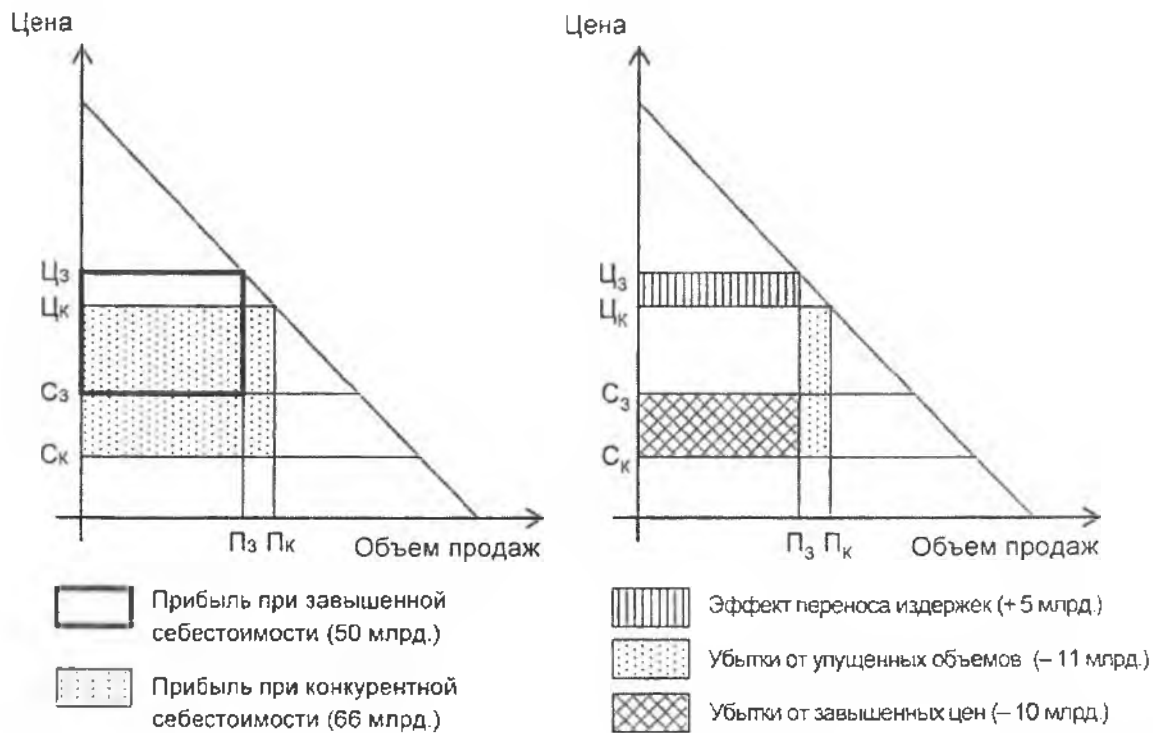 Цена
Цз
Цк
Сз
Ск
Пз Пк
Объем продаж
Прибыль при завышенной
себестоимости (50 млрд.)
Прибыль при конкурентной
себестоимости (66 млрд.)
Цена
Цз
Цк
Сз
Ск
Пз Пк
Объем продаж
Эффект переноса издержек (+ 5 млрд.)
Убытки от упущенных объемов (– 11 млрд.)
Убытки от завышенных цен (– 10 млрд.)